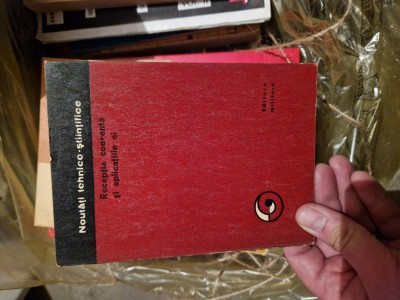 Noutăți tehnico-științifice
Recepția coerentă
și aplicațiile ei
Editura
militară